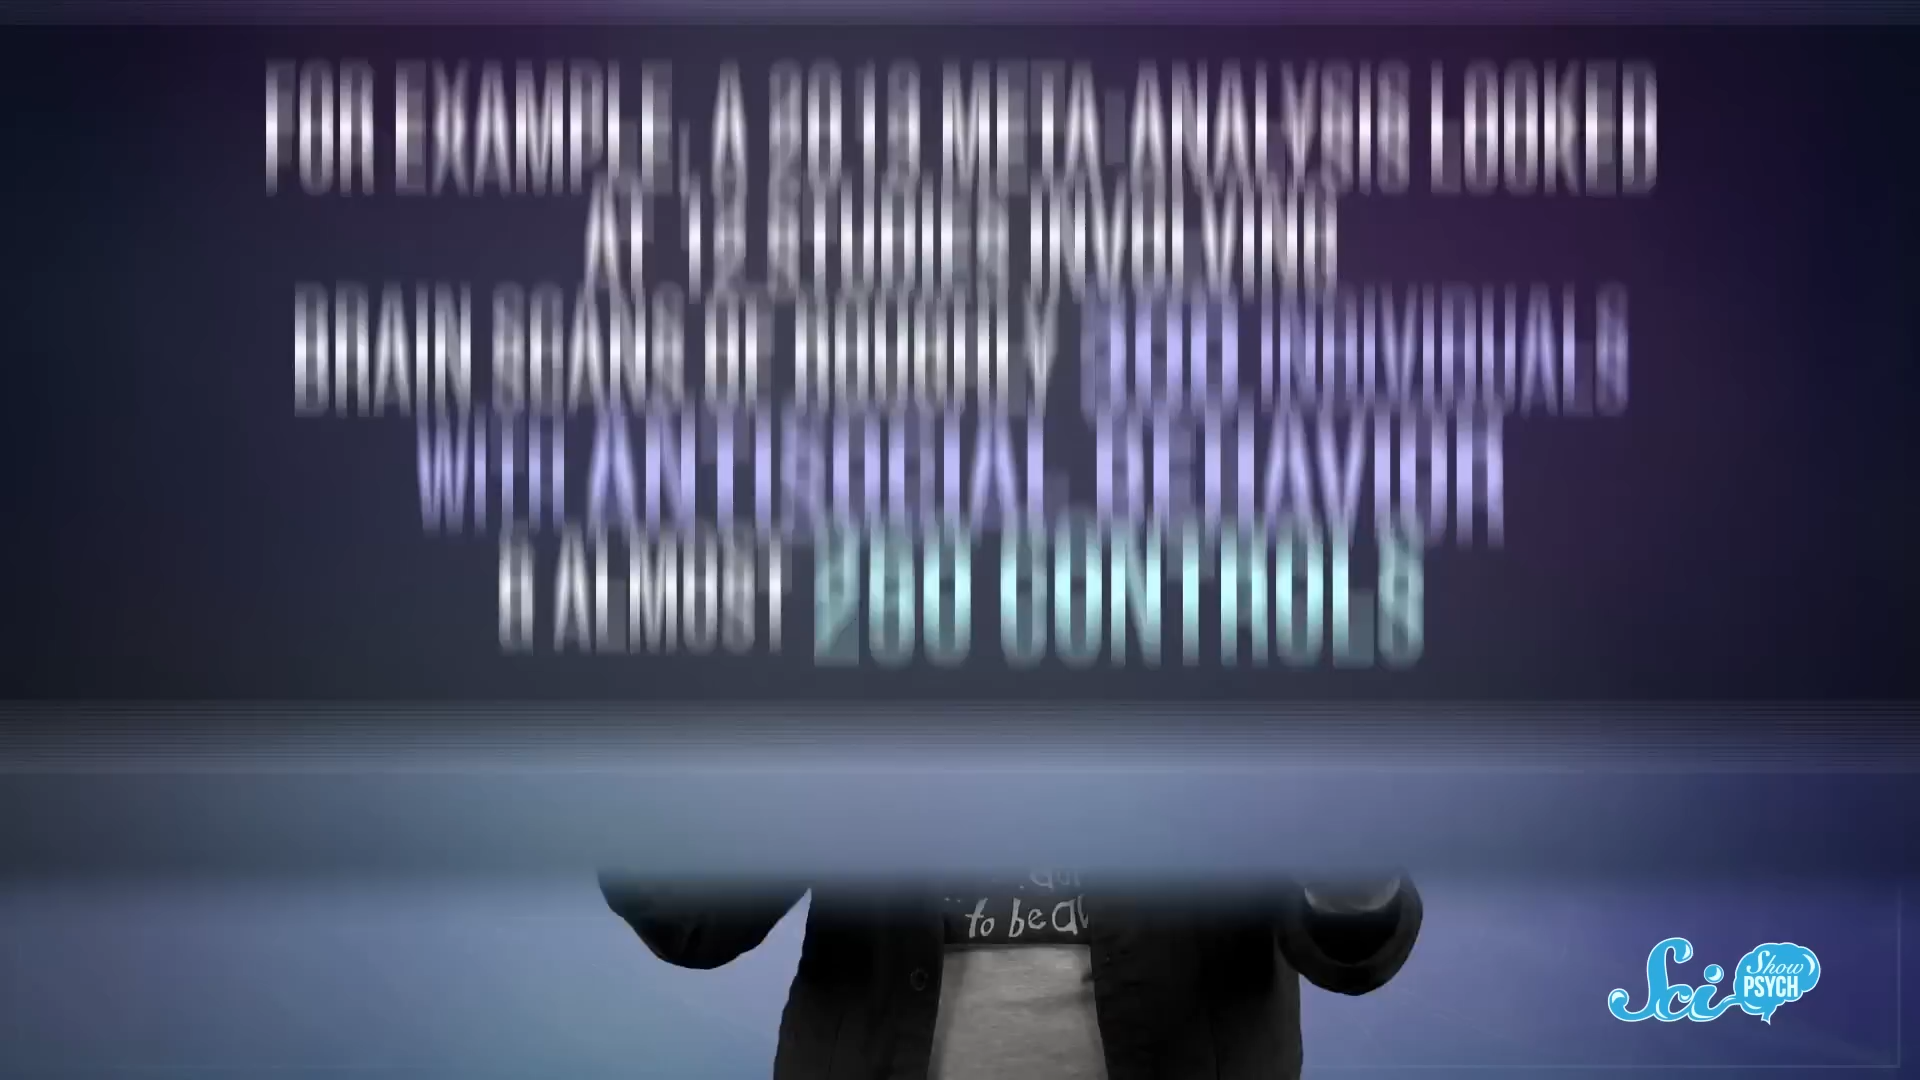 FOR EXAMPLE, A META-ANALYSIS LOOKED
AT STUDIES INVOLVING
BRAIN SCANS OF ROUGHLY INDIVIDUALS
WITH ANTISOCIAL BEHAVIOR
& ALMOST CONTROLS
to be
Sci Show
PSYCH